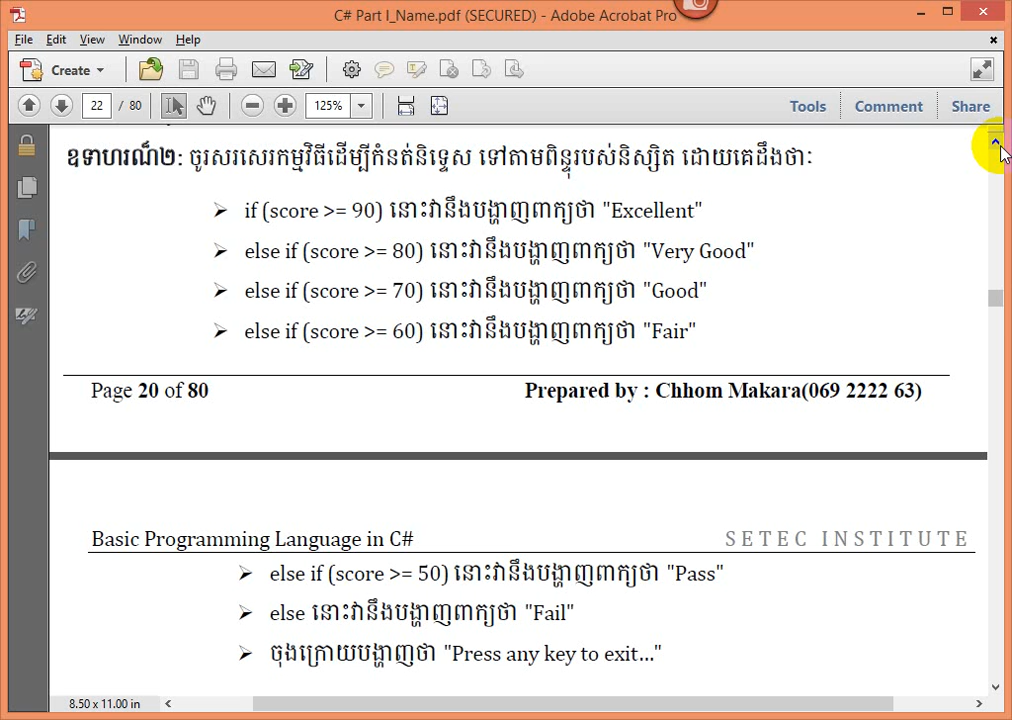 C# Part I_Name.pdf (SECURED) - Adobe Acrobat Pro
File Edit View Window Help
Create
22 / 80 125% Tools Comment Share
ឧទាហរណ៏២: ចូរសរសេរកម្មវិធីដើម្បីកំនត់និទ្ទេស ទៅតាមពិន្ទុរបស់និស្សិត ដោយគេដឹងថាៈ
➢ if (score >= 90) នោះវានឹងបង្ហាញពាក្យថា "Excellent"
➢ else if (score >= 80) នោះវានឹងបង្ហាញពាក្យថា "Very Good"
➢ else if (score >= 70) នោះវានឹងបង្ហាញពាក្យថា "Good"
➢ else if (score >= 60) នោះវានឹងបង្ហាញពាក្យថា "Fair"
Page 20 of 80 Prepared by : Chhom Makara(069 2222 63)
Basic Programming Language in C# SETEC INSTITUTE
➢ else if (score >= 50) នោះវានឹងបង្ហាញពាក្យថា "Pass"
➢ else នោះវានឹងបង្ហាញពាក្យថា "Fail"
➢ ចុងក្រោយបង្ហាញថា "Press any key to exit..."
8.50 x 11.00 in